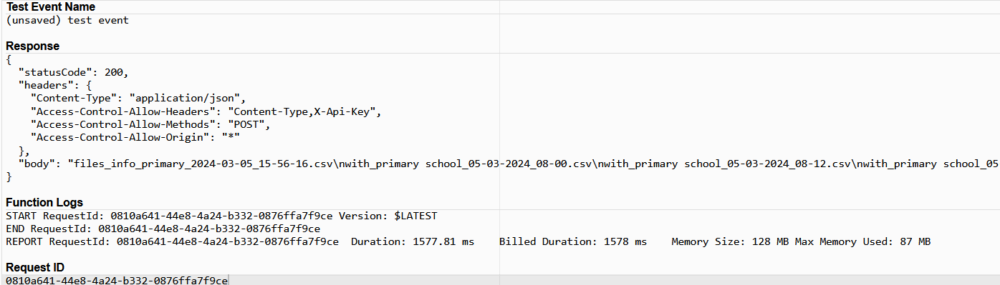 Test Event Name
(unsaved) test event
Response
{
  "statusCode": 200,
  "headers": {
    "Content-Type": "application/json",
    "Access-Control-Allow-Headers": "Content-Type,X-Api-Key",
    "Access-Control-Allow-Methods": "POST",
    "Access-Control-Allow-Origin": "*"
  },
  "body": "files_info_primary_2024-03-05_15-56-16.csv\nwith_primary school_05-03-2024_08-00.csv\nwith_primary school_05-03-2024_08-12.csv\nwith_primary school_05
}
Function Logs
START RequestId: 0810a641-44e8-4a24-b332-0876ffa7f9ce Version: $LATEST
END RequestId: 0810a641-44e8-4a24-b332-0876ffa7f9ce
REPORT RequestId: 0810a641-44e8-4a24-b332-0876ffa7f9ce  Duration: 1577.81 ms    Billed Duration: 1578 ms    Memory Size: 128 MB Max Memory Used: 87 MB
Request ID
0810a641-44e8-4a24-b332-0876ffa7f9ce